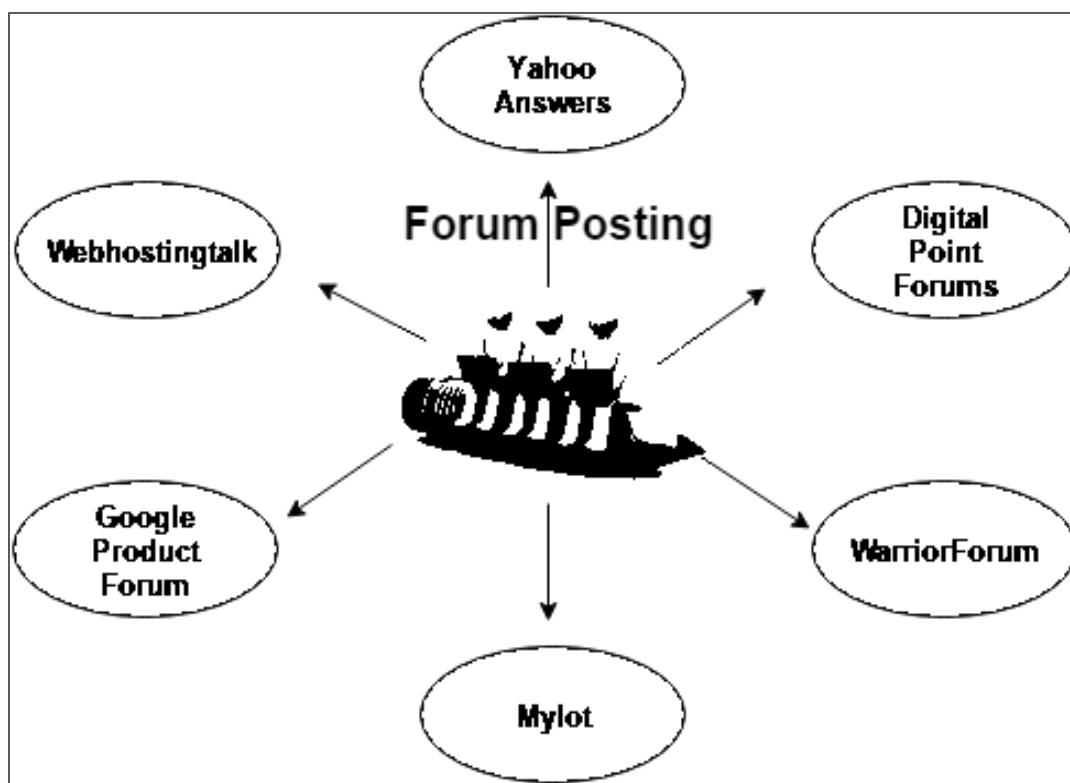 Yahoo
Answers
Forum Posting
Webhostingtalk
Digital
Point
Forums
Google
Product
Forum
WarriorForum
Mylot